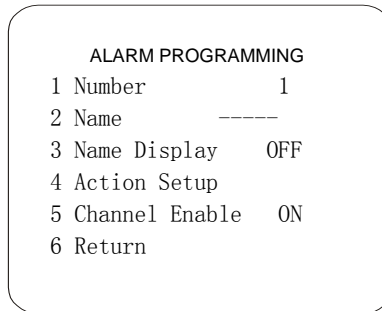 ALARM PROGRAMMING
1 Number 1
2 Name -----
3 Name Display OFF
4 Action Setup
5 Channel Enable ON
6 Return